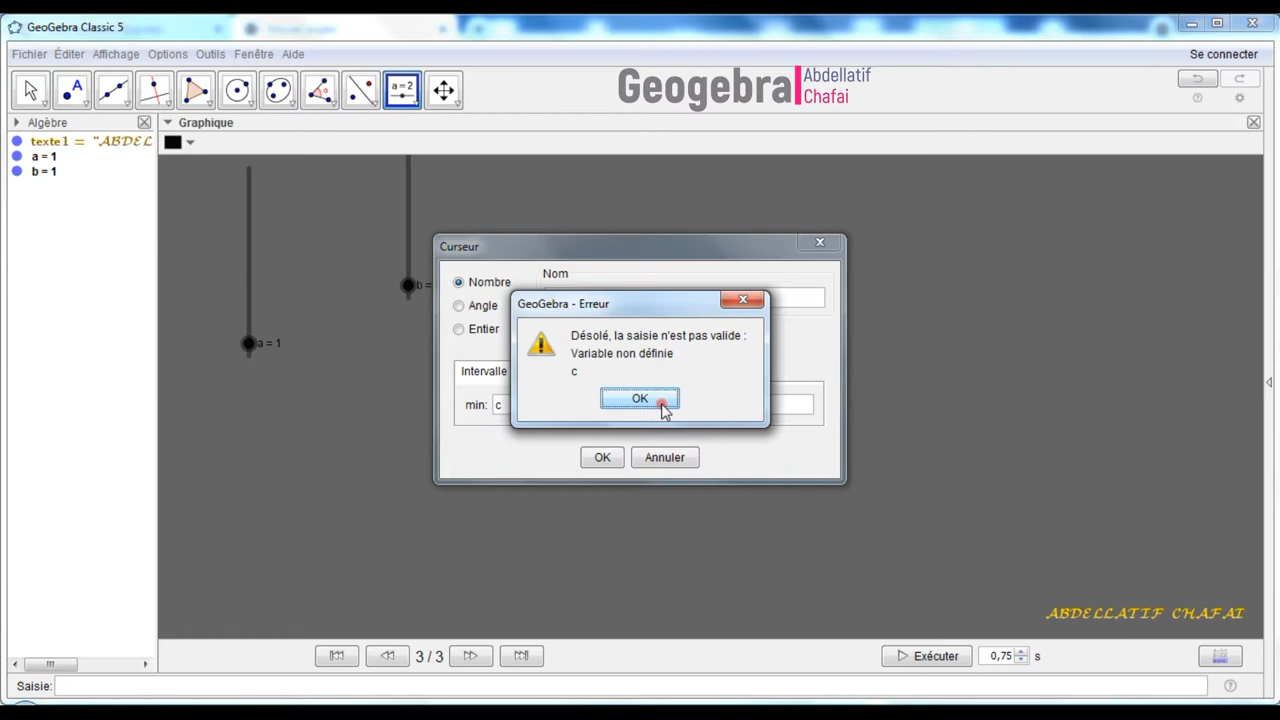 GeoGebra Classic 5
Fichier Éditer Affichage Options Outils Fenêtre Aide
Se connecter
A
α
a=2
Geogebra
Abdellatif
Chafai
Algèbre
Graphique
texte1 = "ABDEL
a = 1
b = 1
b =
a = 1
Curseur
Nombre
Nom
Angle
Entier
Intervalle
min: c
GeoGebra - Erreur
Désolé, la saisie n'est pas valide :
Variable non définie
c
OK
OK
Annuler
ABDELLATIF CHAFAI
3 / 3
Exécuter
0,75 s
Saisie: